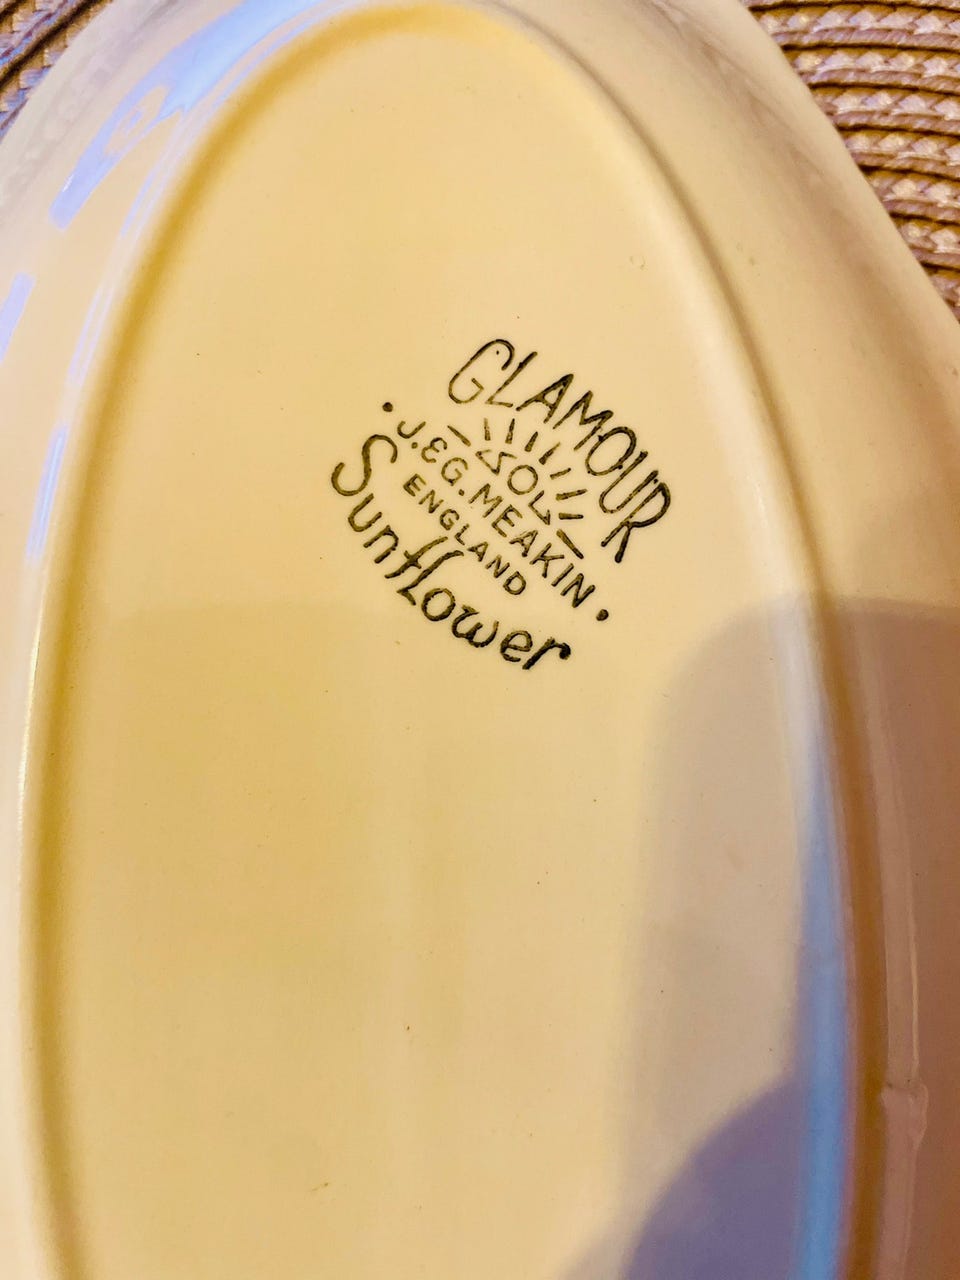 GLAMOUR
SOL
J.&G. MEAKIN
ENGLAND
Sunflower